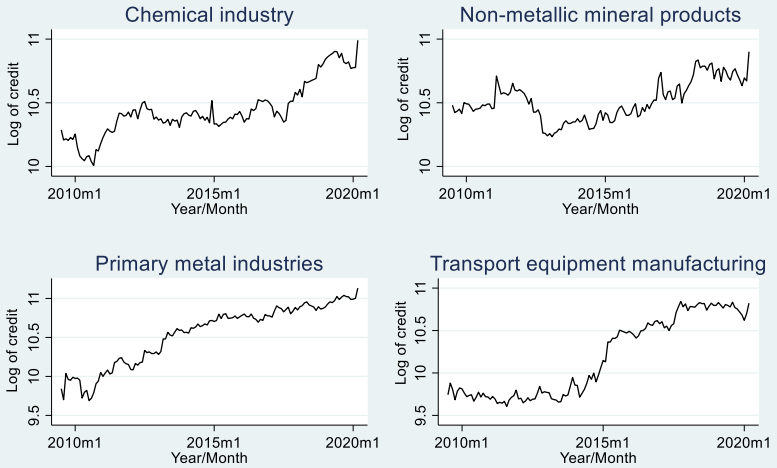 Chemical industry
Log of credit
11
10.5
10
2010m1 2015m1 2020m1
Year/Month
Non-metallic mineral products
Log of credit
11
10.5
10
2010m1 2015m1 2020m1
Year/Month
Primary metal industries
Log of credit
11
10.5
10
9.5
2010m1 2015m1 2020m1
Year/Month
Transport equipment manufacturing
Log of credit
11
10.5
10
9.5
2010m1 2015m1 2020m1
Year/Month